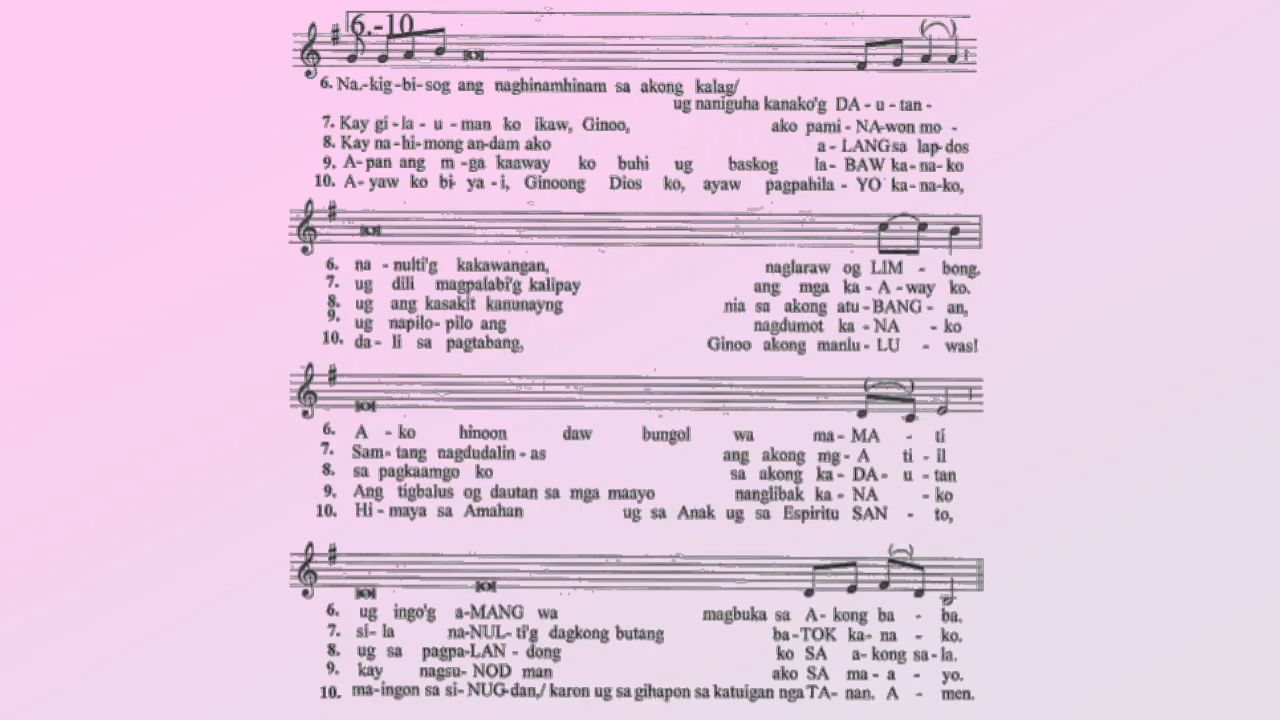 6.-10
6. Na.-kig-bi-sog ang naghinamhinam sa akong kalag/
ug naniguha kanako'g DA - u - tan -
7. Kay gi - la - u - man ko ikaw, Ginoo, ako pami - NA-won mo -
8. Kay na - hi - mong an-dam ako a - LANG sa lap-dos
9. A - pan ang m - ga kaaway ko buhi ug baskog la - BAW ka - na - ko
10. A - yaw ko bi- ya - i, Ginoong Dios ko, ayaw pagpahila - YO ka - na-ko,
6. na - nulti'g kakawangan, naglaraw og LIM - bong.
7. ug dili magpalabi'g kalipay ang mga ka - A - way ko.
8. ug ang kasakit kanunayng nia sa akong atu - BANG - an,
9. ug napilo- pilo ang nagdumot ka - NA - ko
10. da - li sa pagtabang, Ginoo akong manlu - LU - was!
6. A - ko hinoon daw bungol wa ma - MA - ti
7. Sam - tang nagdudalin - as ang akong mg - A ti - il
8. sa pagkaamgo ko sa akong ka - DA - u - tan
9. Ang tigbalus og dautan sa mga maayo nanglibak ka - NA - ko
10. Hi - maya sa Amahan ug sa Anak ug sa Espiritu SAN - to,
6. ug ingo'g a-MANG wa magbuka sa A - kong ba - ba.
7. si- la na-NUL- ti'g dagkong butang ba-TOK ka- na - ko.
8. ug sa pagpa-LAN - dong ko SA a - kong sa - la.
9. kay nagsu- NOD man ako SA ma - a - yo.
10. ma-ingon sa si- NUG-dan,/ karon ug sa gihapon sa katuigan nga TA - nan. A - men.